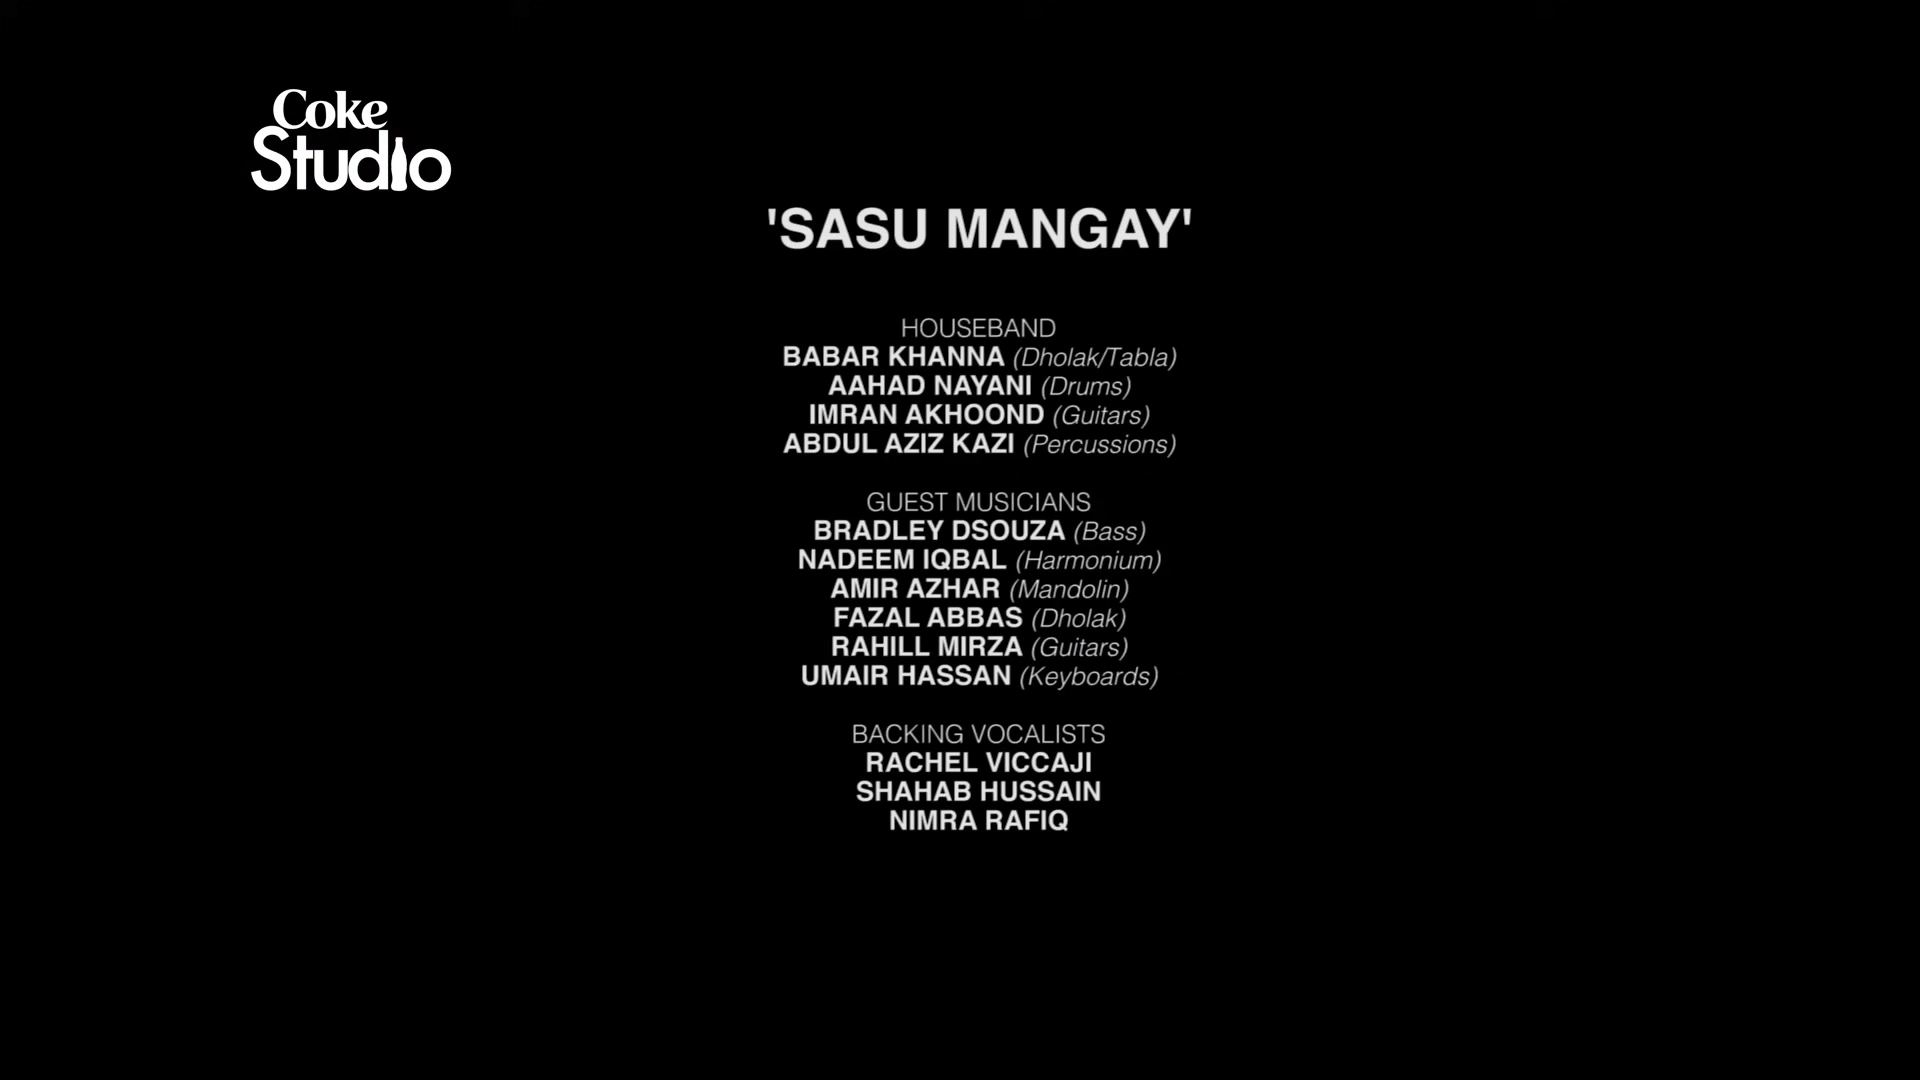 Coke
Studio
'SASU MANGAY'
HOUSEBAND
BABAR KHANNA (Dholak/Tabla)
AAHAD NAYANI (Drums)
IMRAN AKHOOND (Guitars)
ABDUL AZIZ KAZI (Percussions)
GUEST MUSICIANS
BRADLEY DSOUZA (Bass)
NADEEM IQBAL (Harmonium)
AMIR AZHAR (Mandolin)
FAZAL ABBAS (Dholak)
RAHILL MIRZA (Guitars)
UMAIR HASSAN (Keyboards)
BACKING VOCALISTS
RACHEL VICCAJI
SHAHAB HUSSAIN
NIMRA RAFIQ